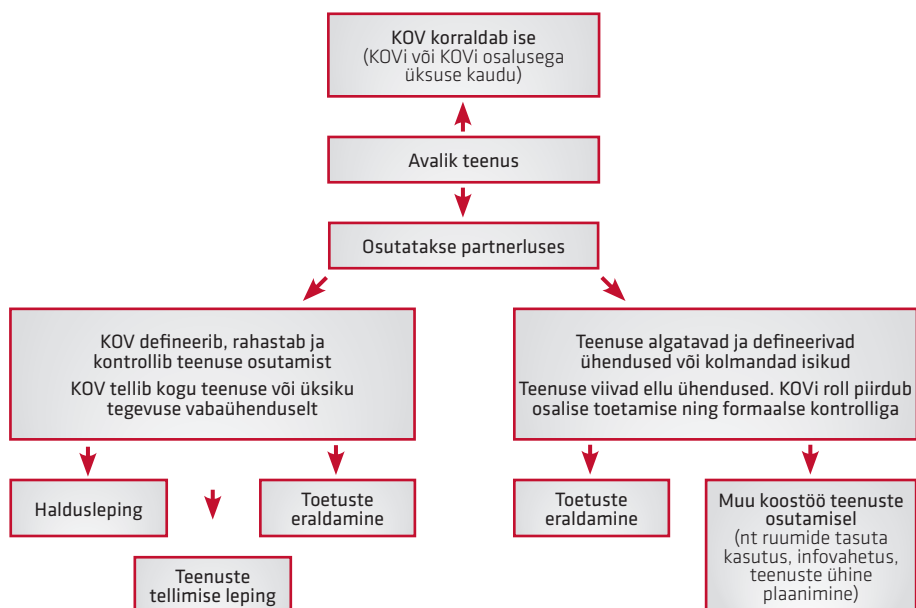 KOV korraldab ise
(KOVi või KOVi osalusega
üksuse kaudu)
Avalik teenus
Osutatakse partnerluses
KOV defineerib, rahastab ja
kontrollib teenuse osutamist
KOV tellib kogu teenuse või üksiku
tegevuse vabaühenduselt
Teenuse algatavad ja defineerivad
ühendused või kolmandad isikud
Teenuse viivad ellu ühendused. KOVi roll piirdub
osalise toetamise ning formaalse kontrolliga
Haldusleping
Toetuste
eraldamine
Teenuste
tellimise leping
Toetuste
eraldamine
Muu koostöö teenuste
osutamisel
(nt ruumide tasuta
kasutus, infovahetus,
teenuste ühine
plaanimine)